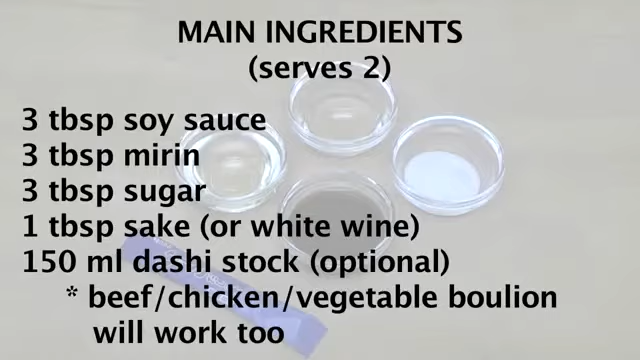 MAIN INGREDIENTS
(serves 2)
3 tbsp soy sauce
3 tbsp mirin
3 tbsp sugar
1 tbsp sake (or white wine)
150 ml dashi stock (optional)
* beef/chicken/vegetable boulion
will work too